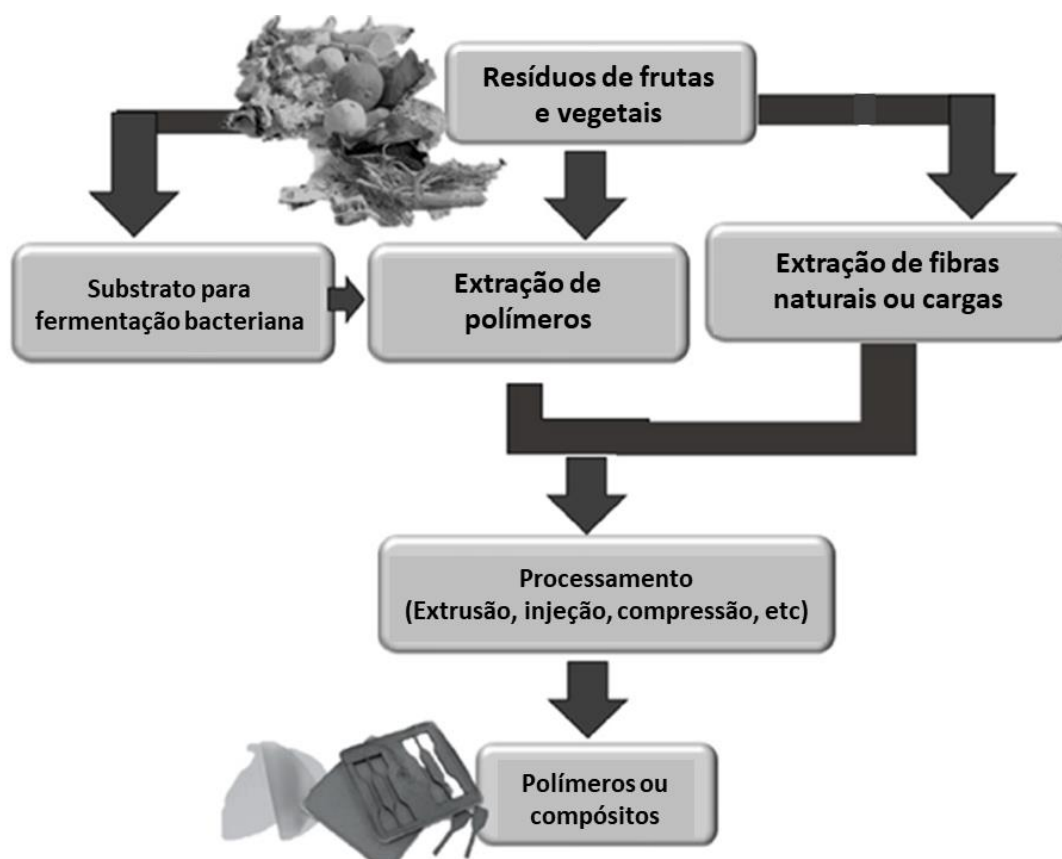 Resíduos de frutas
e vegetais
Substrato para
fermentação bacteriana
Extração de
polímeros
Extração de fibras
naturais ou cargas
Processamento
(Extrusão, injeção, compressão, etc)
Polímeros ou
compósitos